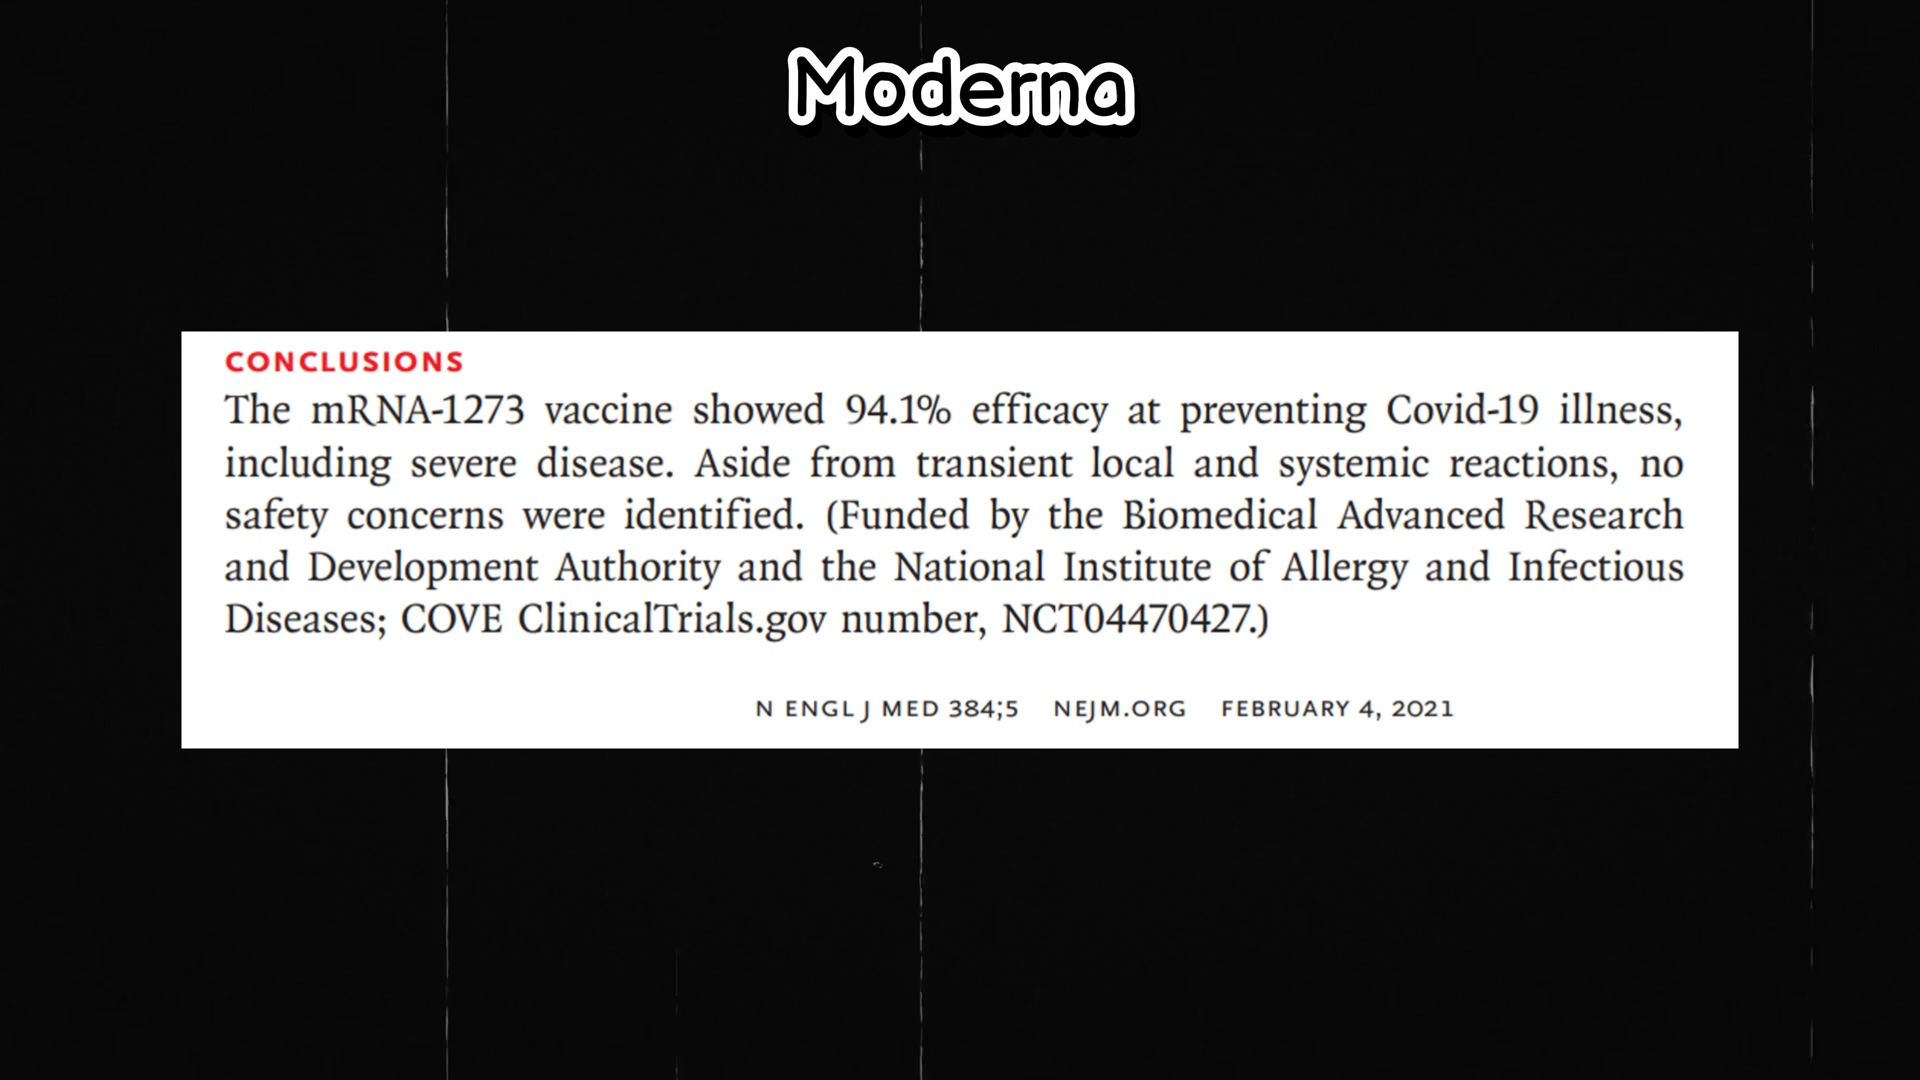 Moderna
CONCLUSIONS
The mRNA-1273 vaccine showed 94.1% efficacy at preventing Covid-19 illness,
including severe disease. Aside from transient local and systemic reactions, no
safety concerns were identified. (Funded by the Biomedical Advanced Research
and Development Authority and the National Institute of Allergy and Infectious
Diseases; COVE ClinicalTrials.gov number, NCT04470427.)
N ENGL J MED 384;5 NEJM.ORG FEBRUARY 4, 2021